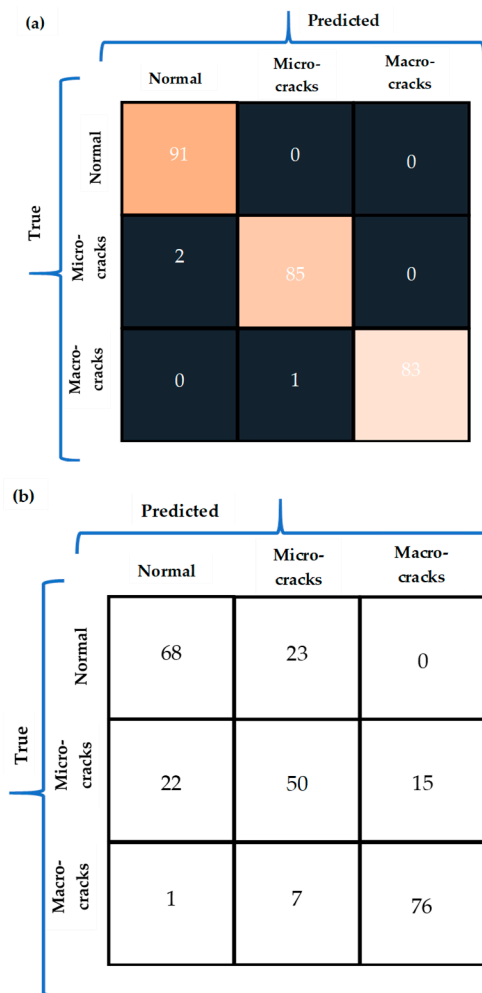 (a)
Predicted
Normal
Micro-
cracks
Macro-
cracks
True
Normal
91 0 0
Micro-
cracks
2 85 0
Macro-
cracks
0 1 83
(b)
Predicted
Normal
Micro-
cracks
Macro-
cracks
True
Normal
68 23 0
Micro-
cracks
22 50 15
Macro-
cracks
1 7 76